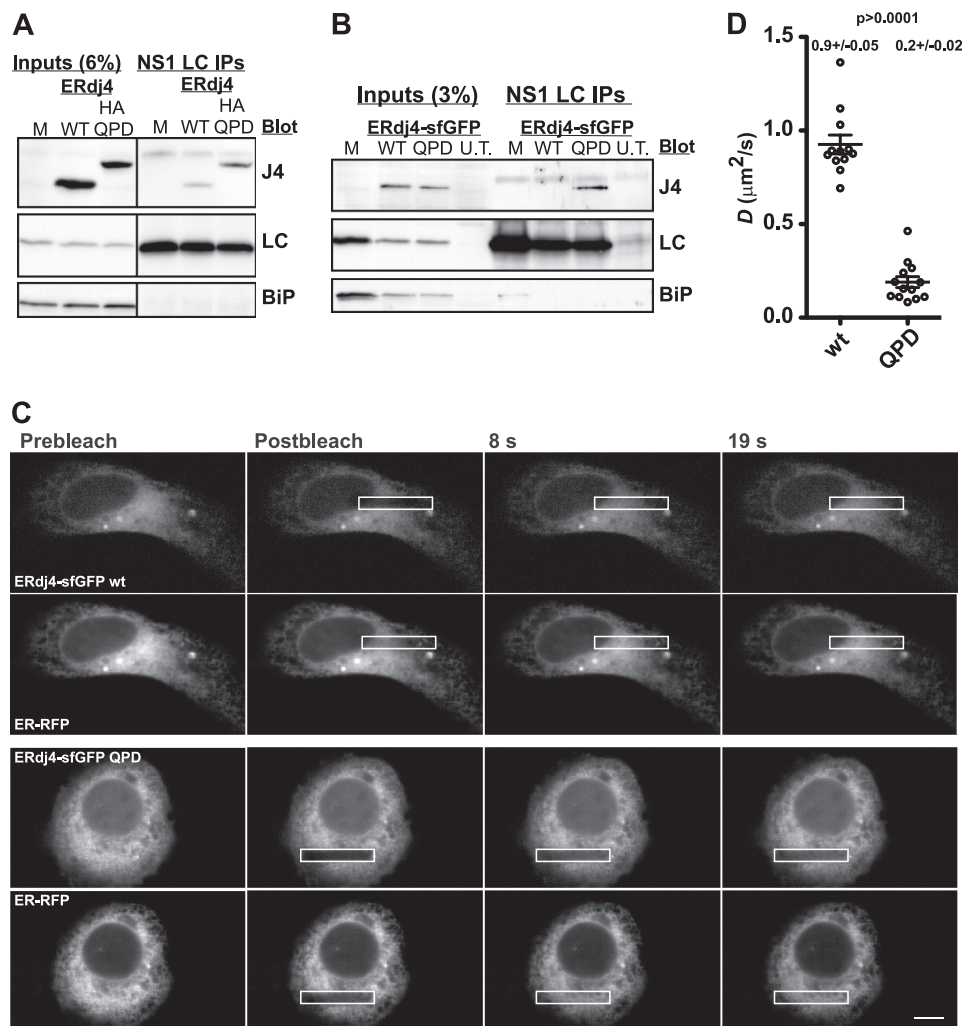 A
Inputs (6%) NS1 LC IPs
ERdj4 ERdj4
HA HA
M WT QPD M WT QPD Blot
J4
LC
BiP
B
Inputs (3%) NS1 LC IPs
ERdj4-sfGFP ERdj4-sfGFP
M WT QPD U.T. M WT QPD U.T. Blot
J4
LC
BiP
D
p>0.0001
0.9+/-0.05 0.2+/-0.02
1.5
1.0
0.5
0.0
D (μm²/s)
wt QPD
C
Prebleach Postbleach 8 s 19 s
ERdj4-sfGFP wt
ER-RFP
ERdj4-sfGFP QPD
ER-RFP